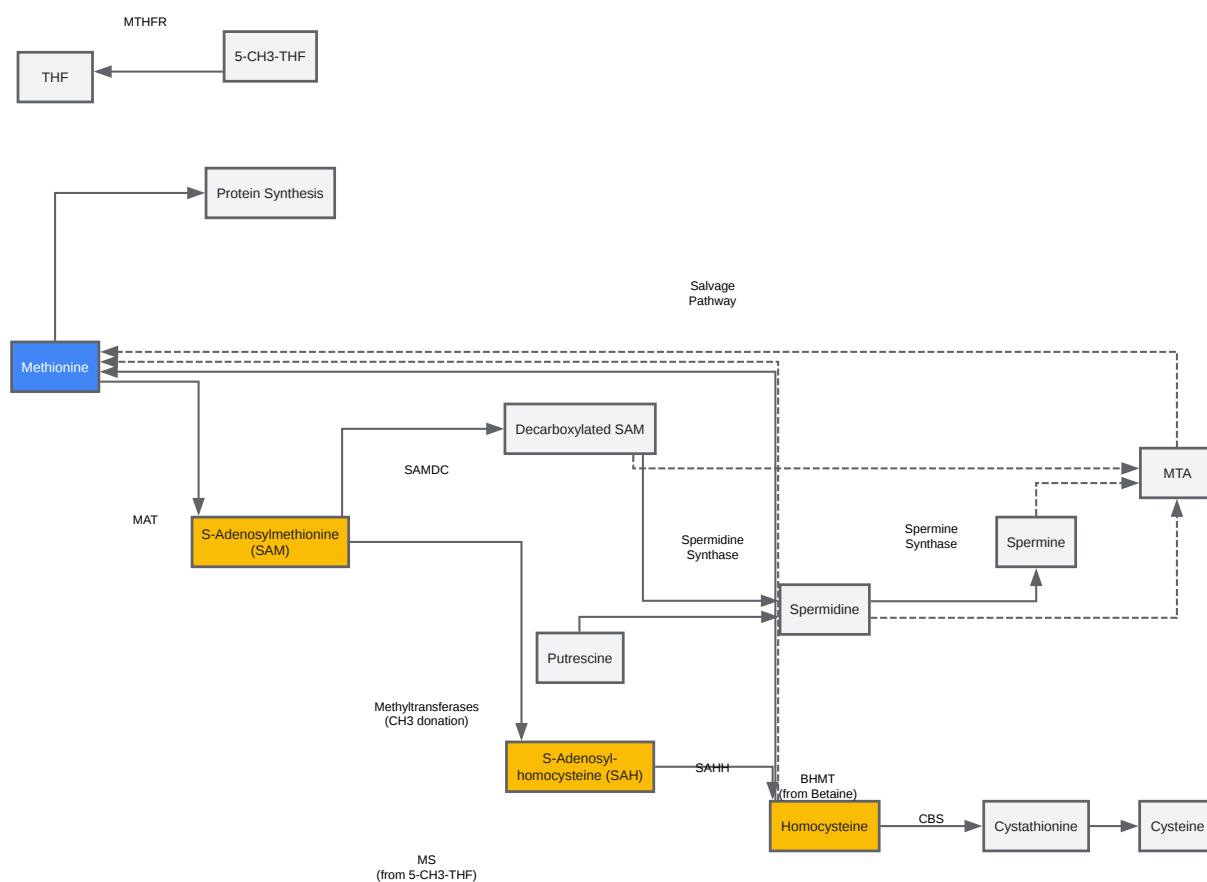 MTHFR
5-CH3-THF
THF
Protein Synthesis
Salvage
Pathway
Methionine
Decarboxylated SAM
SAMDC
MTA
MAT
S-Adenosylmethionine
(SAM)
Spermidine
Synthase
Spermine
Synthase
Spermine
Spermidine
Putrescine
Methyltransferases
(CH3 donation)
S-Adenosyl-
homocysteine (SAH)
SAHH
BHMT
(from Betaine)
Homocysteine
CBS
Cystathionine
Cysteine
MS
(from 5-CH3-THF)